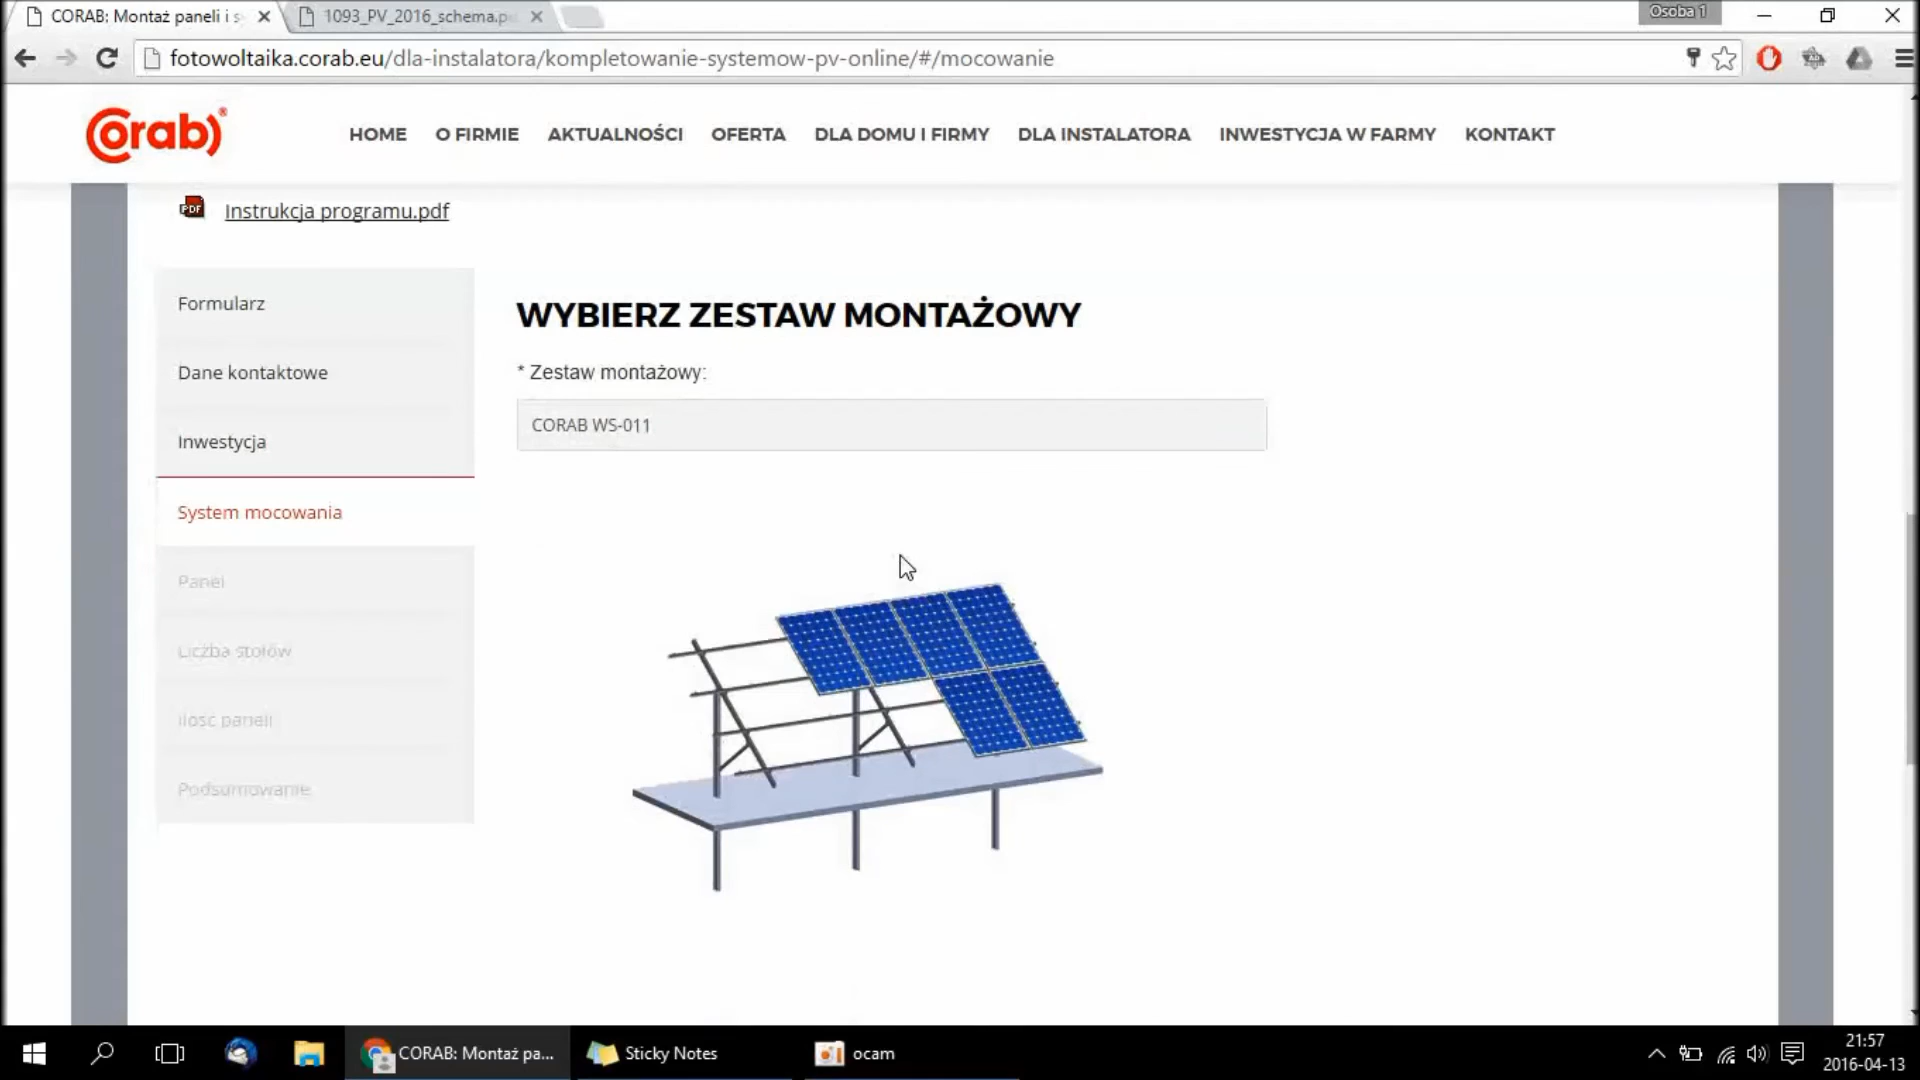 CORAB: Montaż paneli i s
1093_PV_2016_schema.p
Osoba 1
fotowoltaika.corab.eu/dla-instalatora/kompletowanie-systemow-pv-online/#/mocowanie
Corab®
HOME O FIRMIE AKTUALNOŚCI OFERTA DLA DOMU I FIRMY DLA INSTALATORA INWESTYCJA W FARMY KONTAKT
PDF Instrukcja programu.pdf
Formularz
Dane kontaktowe
Inwestycja
System mocowania
Panel
Liczba stołów
Ilość paneli
Podsumowanie
WYBIERZ ZESTAW MONTAŻOWY
* Zestaw montażowy:
CORAB WS-011
CORAB: Montaż pa...
Sticky Notes
ocam
21:57
2016-04-13